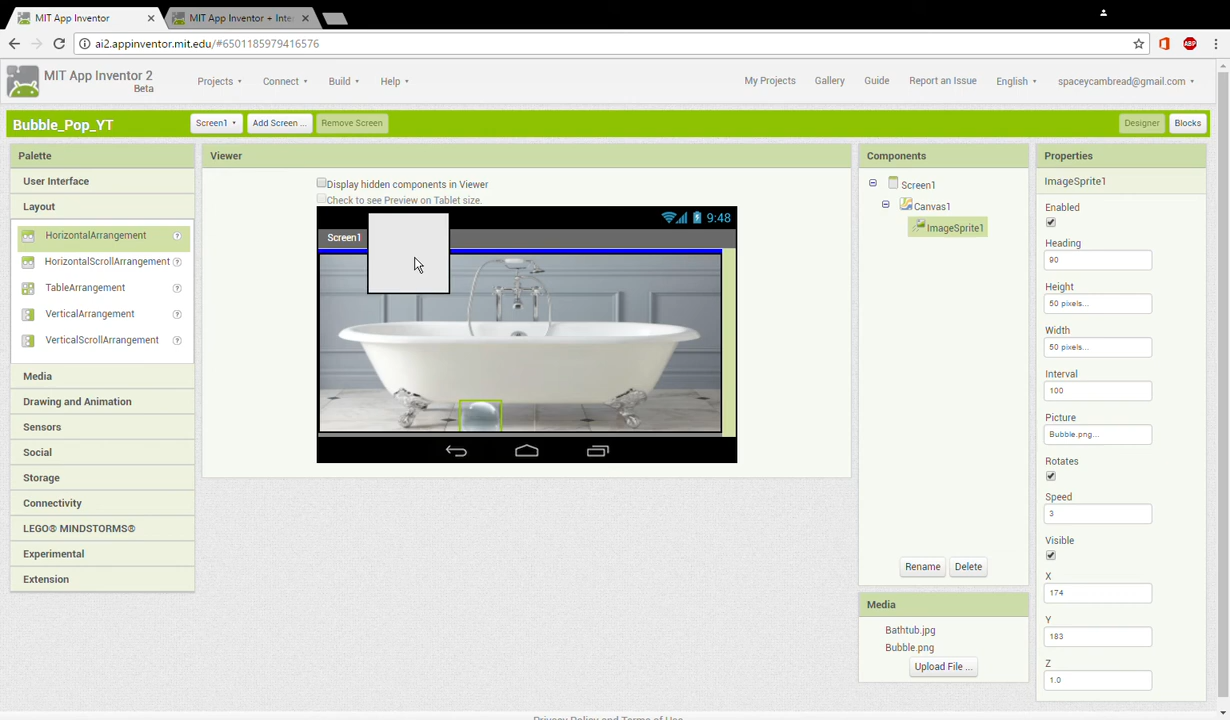 MIT App Inventor
MIT App Inventor + Inte
ai2.appinventor.mit.edu/#6501185979416576
ABP
MIT App Inventor 2
Beta
Projects
Connect
Build
Help
My Projects
Gallery
Guide
Report an Issue
English
spaceycambread@gmail.com
Bubble_Pop_YT
Screen1
Add Screen ...
Remove Screen
Designer
Blocks
Palette
User Interface
Layout
HorizontalArrangement
HorizontalScrollArrangement
TableArrangement
VerticalArrangement
VerticalScrollArrangement
Media
Drawing and Animation
Sensors
Social
Storage
Connectivity
LEGO® MINDSTORMS®
Experimental
Extension
Viewer
Display hidden components in Viewer
Check to see Preview on Tablet size.
9:48
Screen1
Components
Screen1
Canvas1
ImageSprite1
Rename
Delete
Media
Bathtub.jpg
Bubble.png
Upload File ...
Properties
ImageSprite1
Enabled
Heading
90
Height
50 pixels...
Width
50 pixels...
Interval
100
Picture
Bubble.png...
Rotates
Speed
3
Visible
X
174
Y
183
Z
1.0
Privacy Policy and Terms of Use